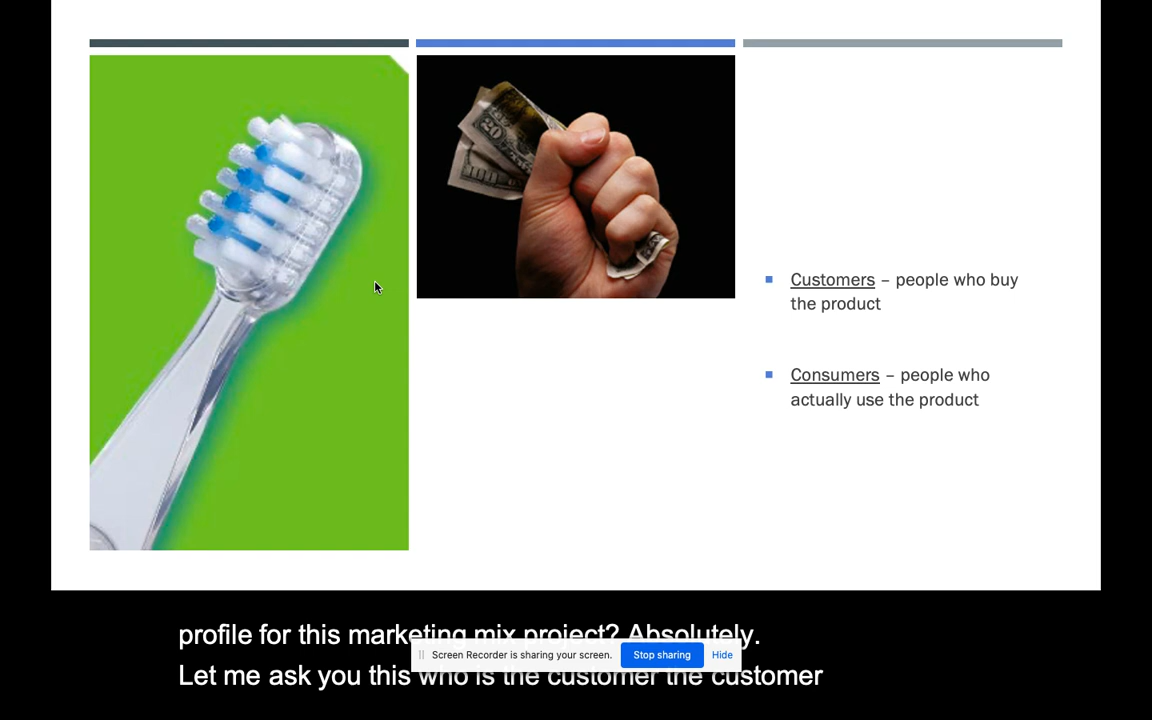 20
100
Customers – people who buy
the product
Consumers – people who
actually use the product
profile for this marketing mix project? Absolutely.
Screen Recorder is sharing your screen.
Stop sharing
Hide
Let me ask you this who is the customer the customer